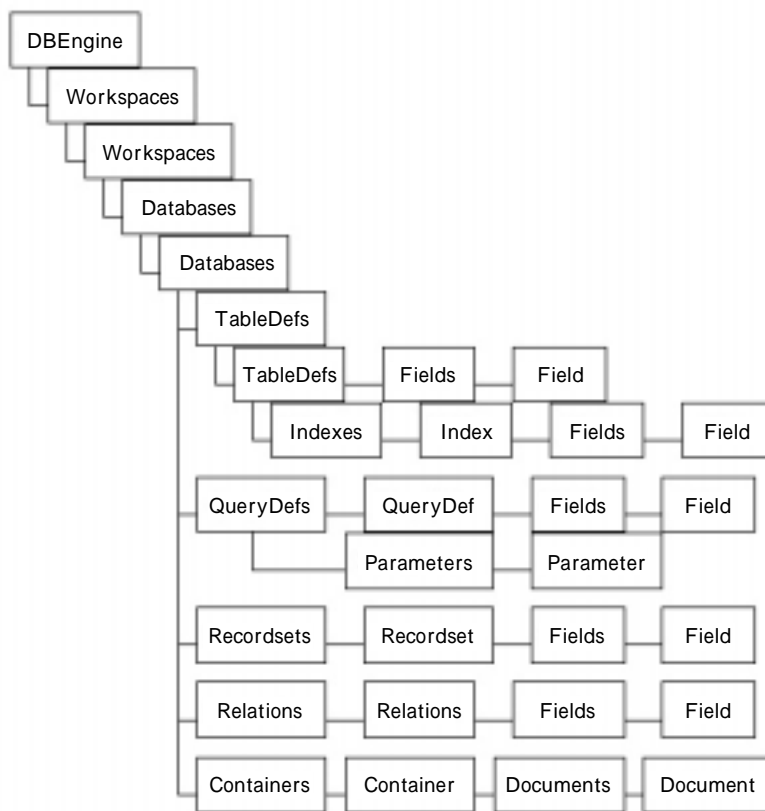 DBEngine
Workspaces
Workspaces
Databases
Databases
TableDefs
TableDefs Fields Field
Indexes Index Fields Field
QueryDefs QueryDef Fields Field
Parameters Parameter
Recordsets Recordset Fields Field
Relations Relations Fields Field
Containers Container Documents Document